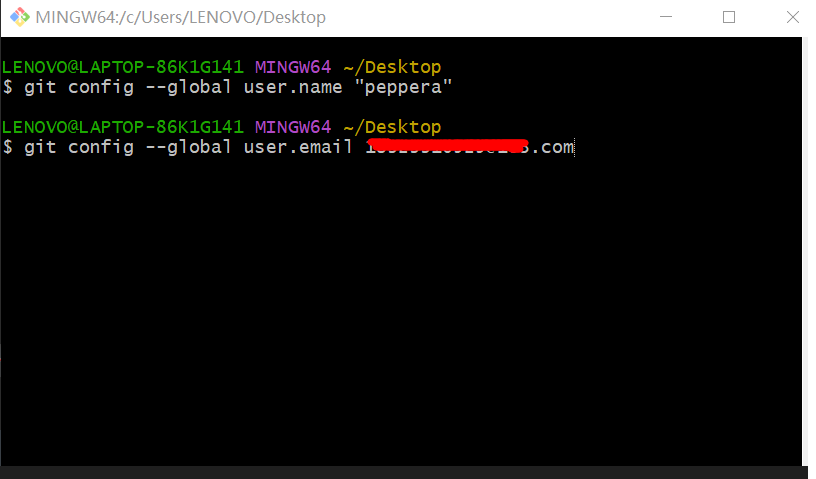 MINGW64:/c/Users/LENOVO/Desktop
LENOVO@LAPTOP-86K1G141 MINGW64 ~/Desktop
$ git config --global user.name "peppera"
LENOVO@LAPTOP-86K1G141 MINGW64 ~/Desktop
$ git config --global user.email .com